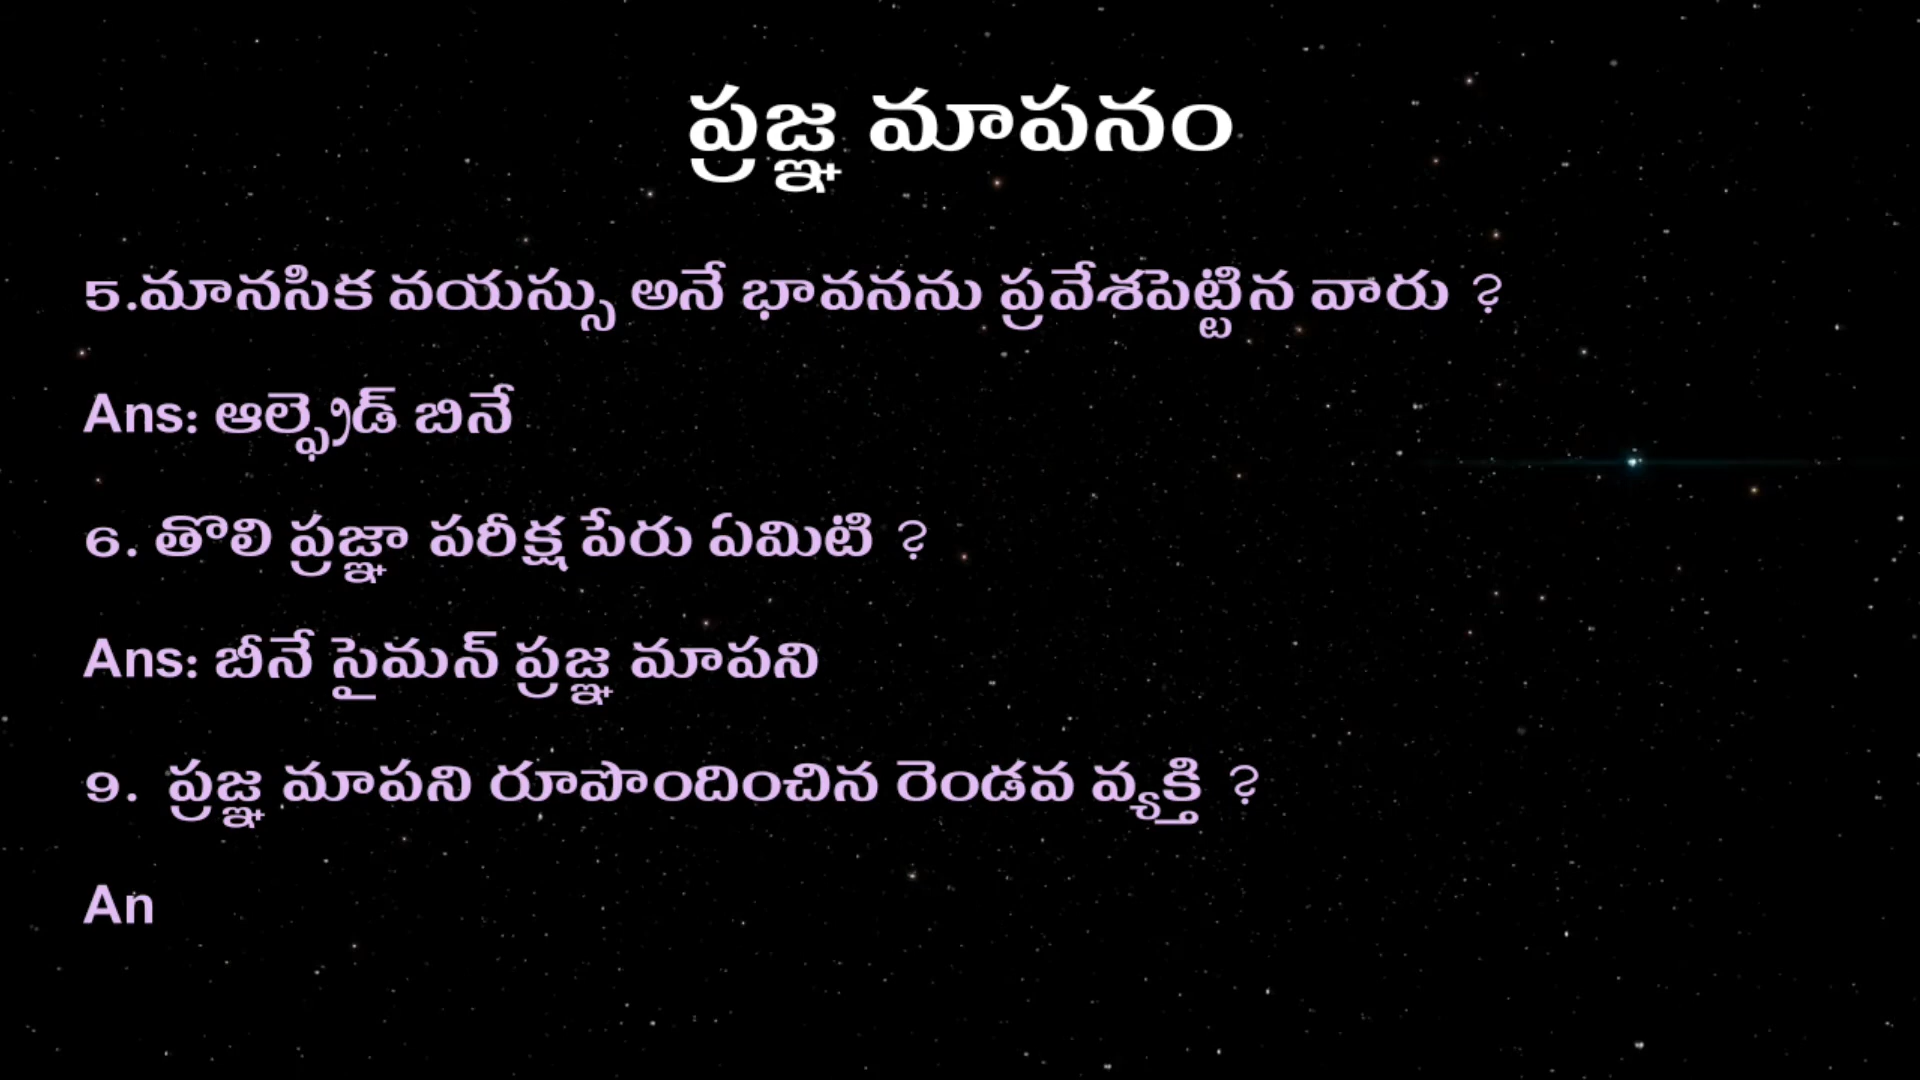 ప్రజ్ఞ మాపనం
5.మానసిక వయస్సు అనే భావనను ప్రవేశపెట్టిన వారు ?
Ans: ఆల్ఫ్రెడ్ బినే
6. తొలి ప్రజ్ఞా పరీక్ష పేరు ఏమిటి ?
Ans: బీనే సైమన్ ప్రజ్ఞ మాపని
9. ప్రజ్ఞ మాపని రూపొందించిన రెండవ వ్యక్తి ?
An